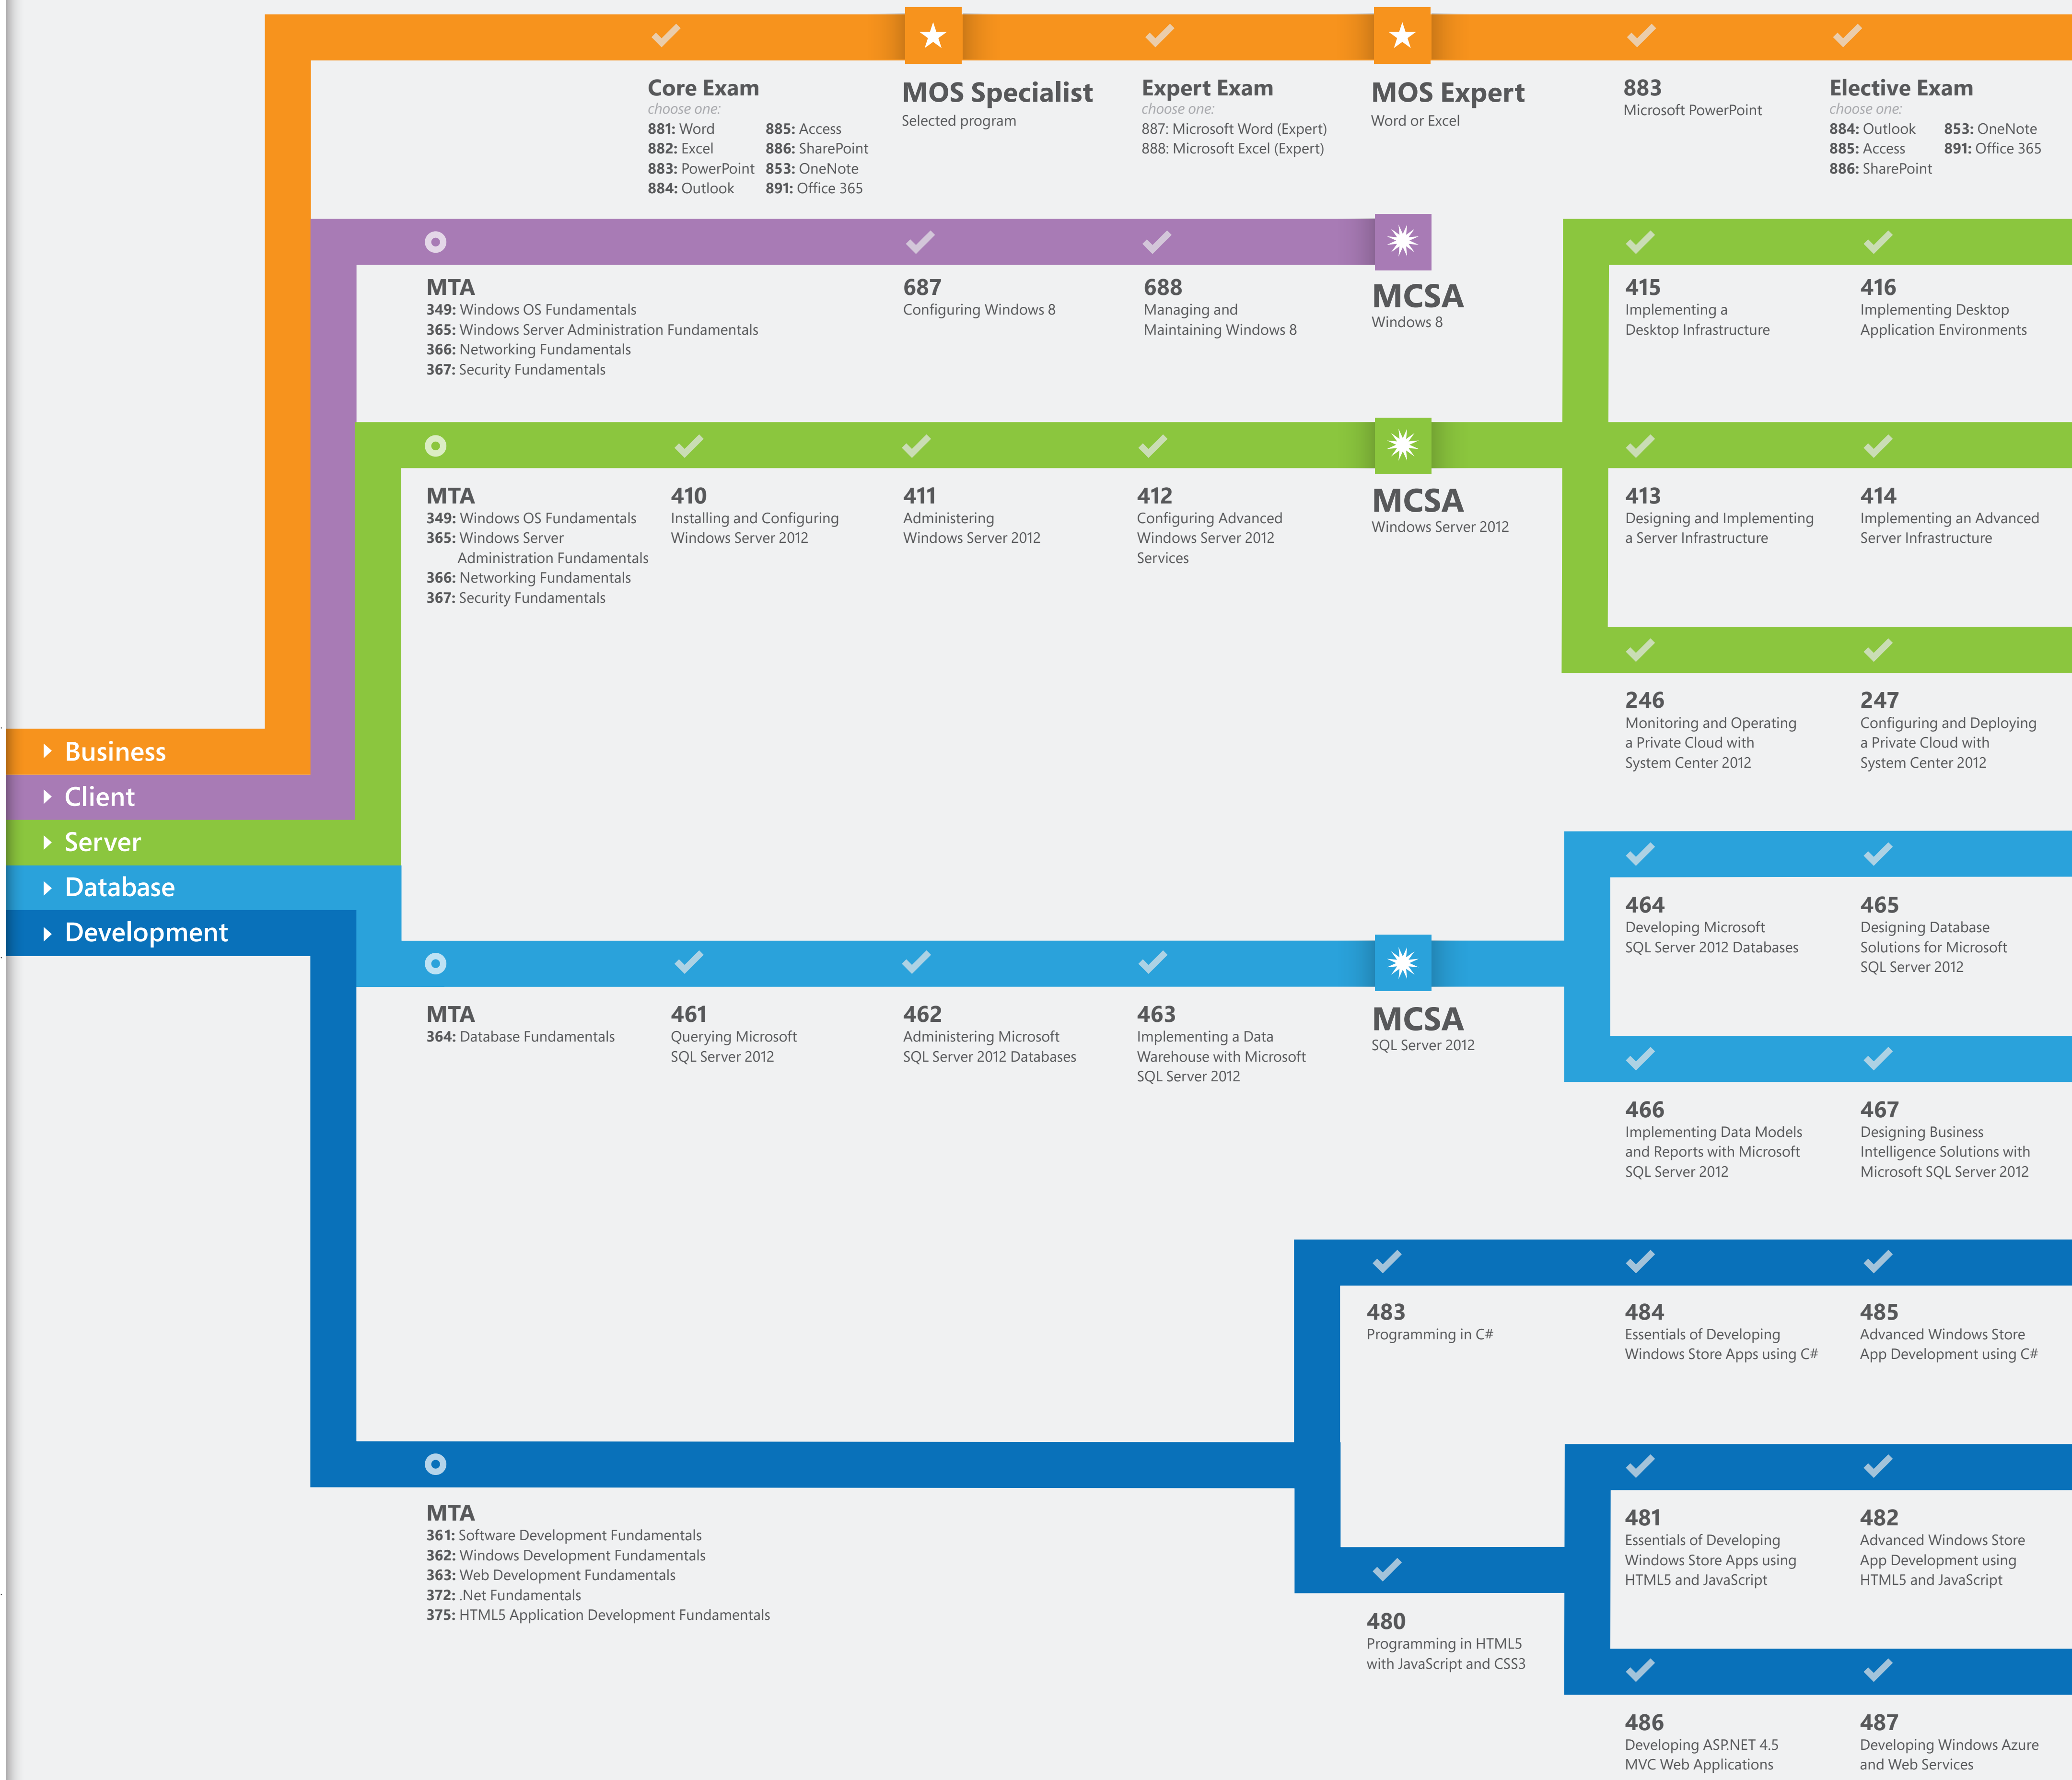 Core Exam
choose one:
881: Word
882: Excel
883: PowerPoint
884: Outlook
885: Access
886: SharePoint
853: OneNote
891: Office 365
MOS Specialist
Selected program
Expert Exam
choose one:
887: Microsoft Word (Expert)
888: Microsoft Excel (Expert)
MOS Expert
Word or Excel
883
Microsoft PowerPoint
Elective Exam
choose one:
884: Outlook
885: Access
886: SharePoint
853: OneNote
891: Office 365
MTA
349: Windows OS Fundamentals
365: Windows Server Administration Fundamentals
366: Networking Fundamentals
367: Security Fundamentals
687
Configuring Windows 8
688
Managing and
Maintaining Windows 8
MCSA
Windows 8
415
Implementing a
Desktop Infrastructure
416
Implementing Desktop
Application Environments
MTA
349: Windows OS Fundamentals
365: Windows Server
Administration Fundamentals
366: Networking Fundamentals
367: Security Fundamentals
410
Installing and Configuring
Windows Server 2012
411
Administering
Windows Server 2012
412
Configuring Advanced
Windows Server 2012
Services
MCSA
Windows Server 2012
413
Designing and Implementing
a Server Infrastructure
414
Implementing an Advanced
Server Infrastructure
246
Monitoring and Operating
a Private Cloud with
System Center 2012
247
Configuring and Deploying
a Private Cloud with
System Center 2012
Business
Client
Server
Database
Development
464
Developing Microsoft
SQL Server 2012 Databases
465
Designing Database
Solutions for Microsoft
SQL Server 2012
MTA
364: Database Fundamentals
461
Querying Microsoft
SQL Server 2012
462
Administering Microsoft
SQL Server 2012 Databases
463
Implementing a Data
Warehouse with Microsoft
SQL Server 2012
MCSA
SQL Server 2012
466
Implementing Data Models
and Reports with Microsoft
SQL Server 2012
467
Designing Business
Intelligence Solutions with
Microsoft SQL Server 2012
483
Programming in C#
484
Essentials of Developing
Windows Store Apps using C#
485
Advanced Windows Store
App Development using C#
MTA
361: Software Development Fundamentals
362: Windows Development Fundamentals
363: Web Development Fundamentals
372: .Net Fundamentals
375: HTML5 Application Development Fundamentals
480
Programming in HTML5
with JavaScript and CSS3
481
Essentials of Developing
Windows Store Apps using
HTML5 and JavaScript
482
Advanced Windows Store
App Development using
HTML5 and JavaScript
486
Developing ASP.NET 4.5
MVC Web Applications
487
Developing Windows Azure
and Web Services